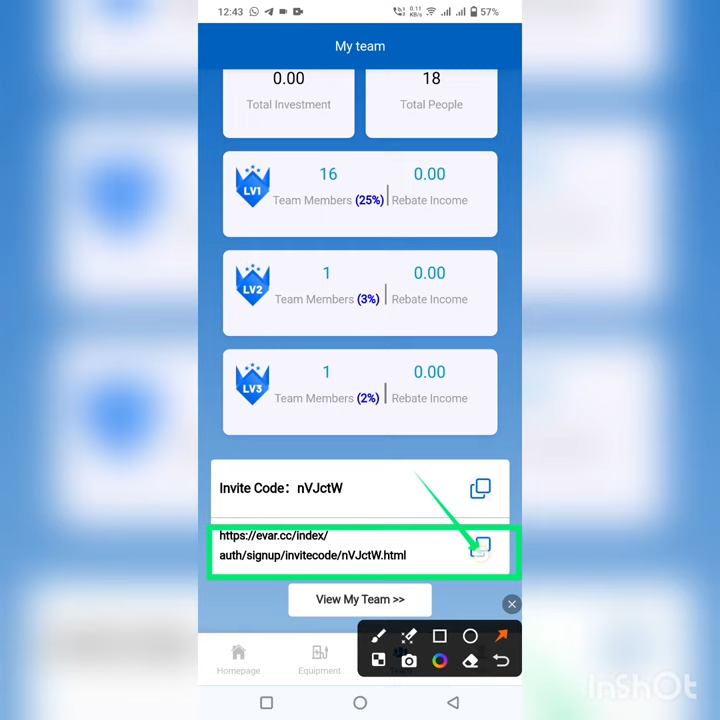 12:43
0.11
KB/s
57%
My team
0.00
18
Total Investment
Total People
LV1
16
0.00
Team Members (25%)
Rebate Income
LV2
1
0.00
Team Members (3%)
Rebate Income
LV3
1
0.00
Team Members (2%)
Rebate Income
Invite Code：nVJctW
https://evar.cc/index/
auth/signup/invitecode/nVJctW.html
View My Team >>
Homepage
Equipment
InShOt